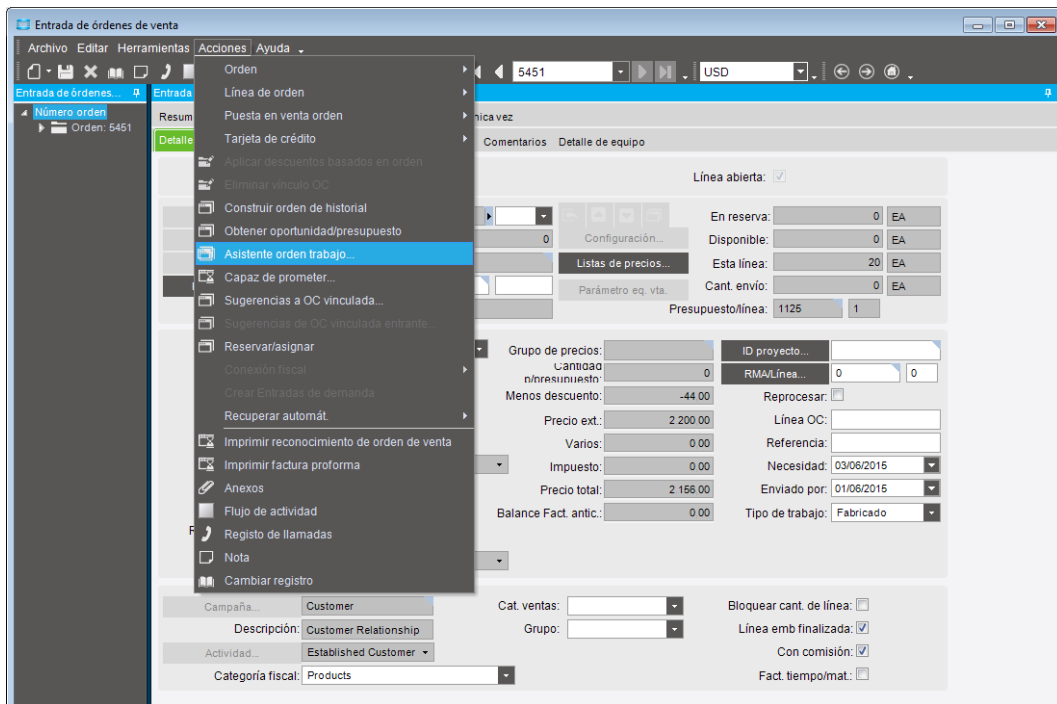 Entrada de órdenes de venta
Archivo Editar Herramientas Acciones Ayuda
5451 USD
Entrada de órdenes...
Entrada
Número orden
Orden: 5451
Resum
nica vez
Detalle
Comentarios Detalle de equipo
Orden
Línea de orden
Puesta en venta orden
Tarjeta de crédito
Aplicar descuentos basados en orden
Eliminar vínculo OC
Construir orden de historial
Obtener oportunidad/presupuesto
Asistente orden trabajo...
Capaz de prometer...
Sugerencias a OC vinculada...
Sugerencias de OC vinculada entrante...
Reservar/asignar
Conexión fiscal
Crear Entradas de demanda
Recuperar automát.
Imprimir reconocimiento de orden de venta
Imprimir factura proforma
Anexos
Flujo de actividad
Registo de llamadas
Nota
Cambiar registro
Línea abierta:
En reserva: 0 EA
0 Configuración... Disponible: 0 EA
Listas de precios... Esta línea: 20 EA
Parámetro eq. vta. Cant. envío: 0 EA
Presupuesto/línea: 1125 1
Grupo de precios: ID proyecto...
Cantidad
n/presupuesto: 0 RMA/Línea... 0 0
Menos descuento: -44 00 Reprocesar:
Precio ext.: 2 200 00 Línea OC:
Varios: 0 00 Referencia:
Impuesto: 0 00 Necesidad: 03/06/2015
Precio total: 2 156 00 Enviado por: 01/06/2015
Balance Fact. antic.: 0 00 Tipo de trabajo: Fabricado
Campaña... Customer Cat. ventas: Bloquear cant. de línea:
Descripción: Customer Relationship Grupo: Línea emb finalizada:
Actividad... Established Customer Con comisión:
Categoría fiscal: Products Fact. tiempo/mat.: